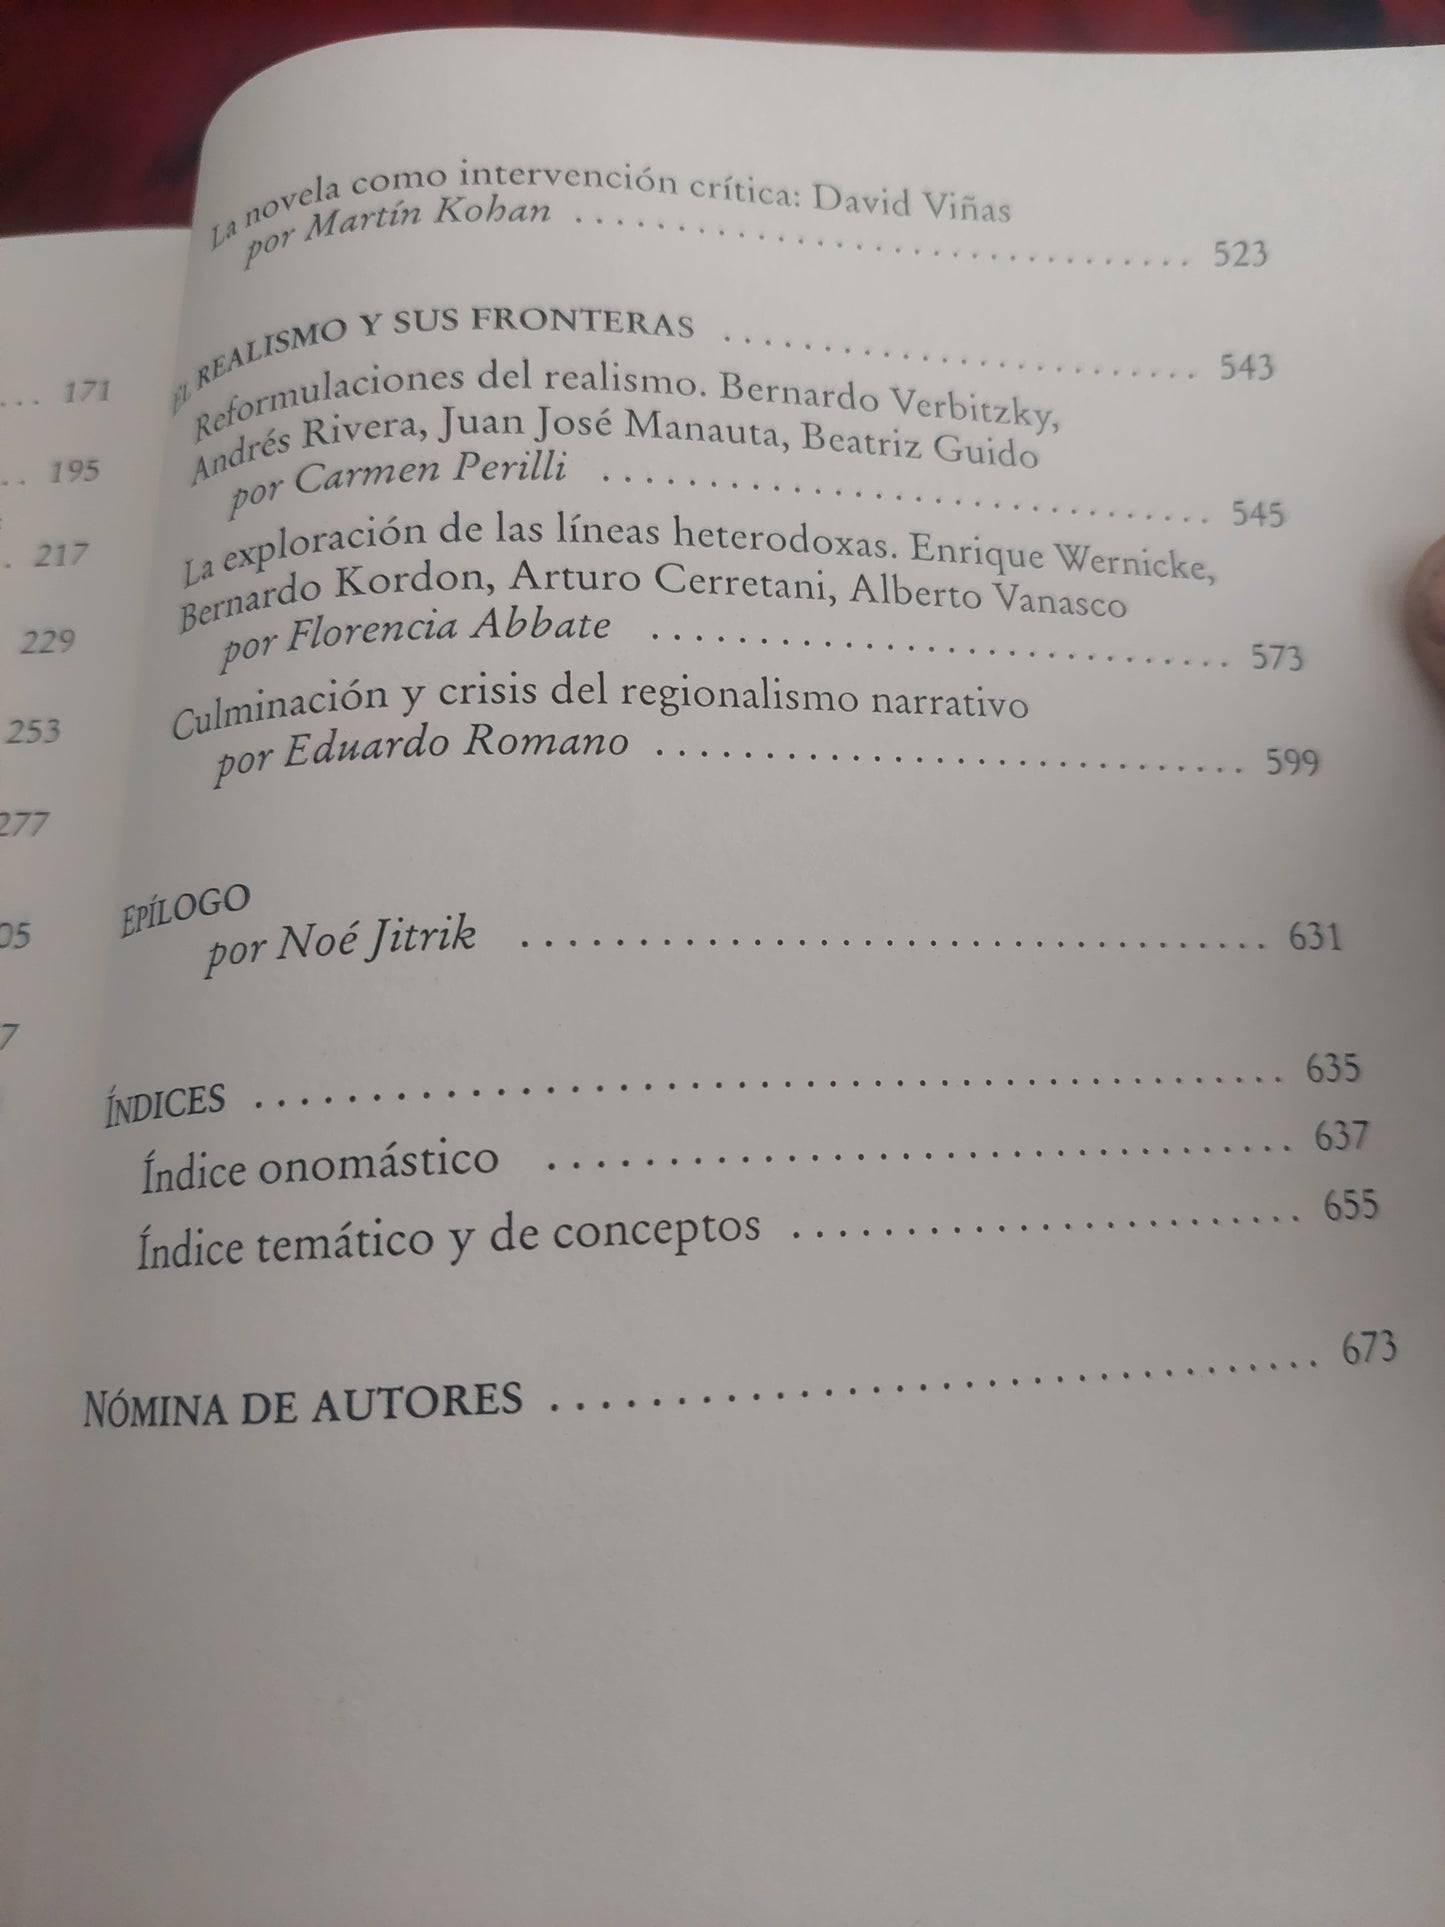 171
195
217
229
253
277
La novela como intervención crítica: David Viñas
por Martín Kohan . . . . . . . . . . . . . . . . . . . . . . . . . . . . . . 523
EL REALISMO Y SUS FRONTERAS . . . . . . . . . . . . . . . . . . . . . . . . 543
Reformulaciones del realismo. Bernardo Verbitzky,
Andrés Rivera, Juan José Manauta, Beatriz Guido
por Carmen Perilli . . . . . . . . . . . . . . . . . . . . . . . . . . . . . . 545
La exploración de las líneas heterodoxas. Enrique Wernicke,
Bernardo Kordon, Arturo Cerretani, Alberto Vanasco
por Florencia Abbate . . . . . . . . . . . . . . . . . . . . . . . . . . . . 573
Culminación y crisis del regionalismo narrativo
por Eduardo Romano . . . . . . . . . . . . . . . . . . . . . . . . . . . . 599
EPÍLOGO
por Noé Jitrik . . . . . . . . . . . . . . . . . . . . . . . . . . . . . . . . . 631
ÍNDICES . . . . . . . . . . . . . . . . . . . . . . . . . . . . . . . . . . . . . . . 635
Índice onomástico . . . . . . . . . . . . . . . . . . . . . . . . . . . . . . . 637
Índice temático y de conceptos . . . . . . . . . . . . . . . . . . . . . . 655
NÓMINA DE AUTORES . . . . . . . . . . . . . . . . . . . . . . . . . . . . . . . 673